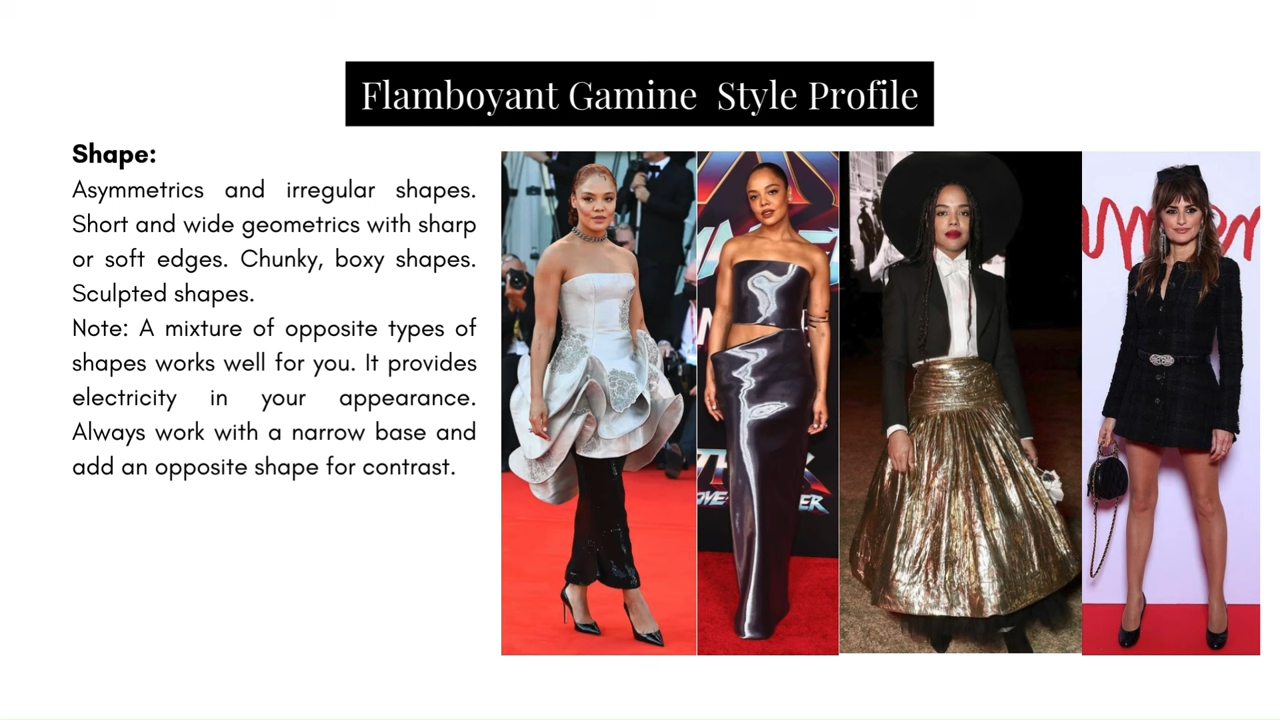 Flamboyant Gamine  Style Profile
Shape:
Asymmetrics and irregular shapes.
Short and wide geometrics with sharp
or soft edges. Chunky, boxy shapes.
Sculpted shapes.
Note: A mixture of opposite types of
shapes works well for you. It provides
electricity in your appearance.
Always work with a narrow base and
add an opposite shape for contrast.